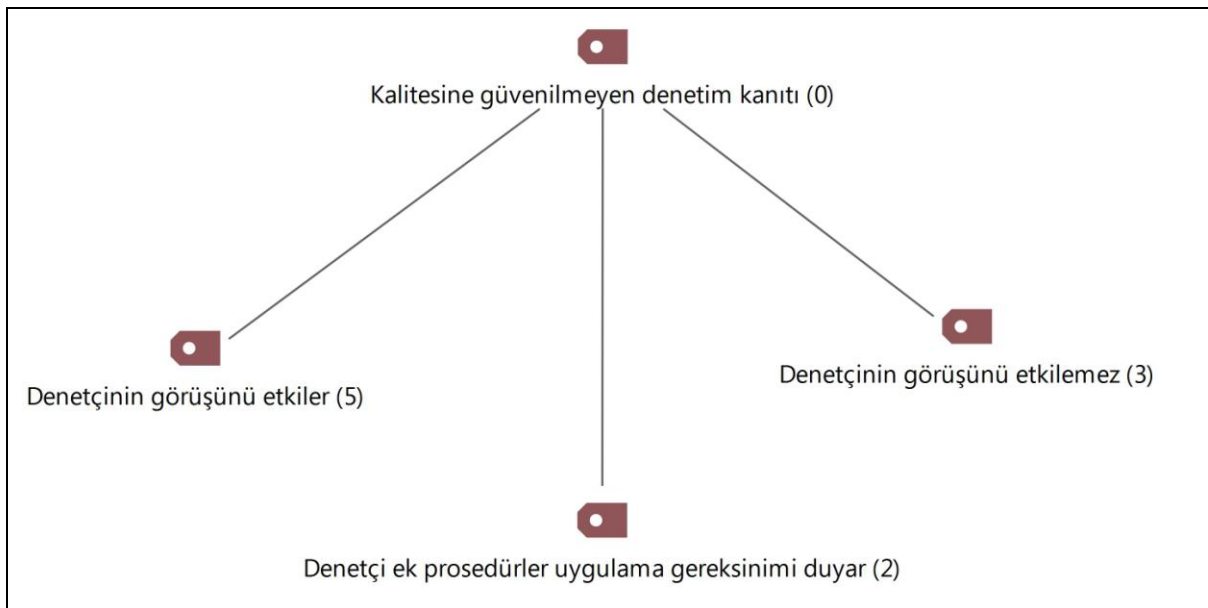 Kalitesine güvenilmeyen denetim kanıtı (0)
Denetçinin görüşünü etkilemez (3)
Denetçinin görüşünü etkiler (5)
Denetçi ek prosedürler uygulama gereksinimi duyar (2)